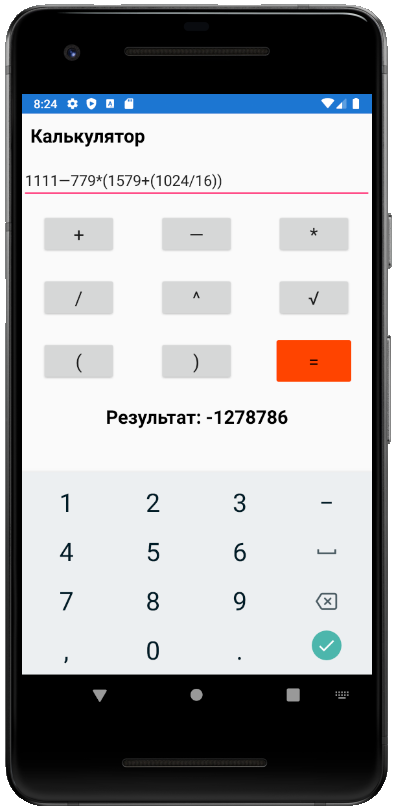 8:24
Калькулятор
1111—779*(1579+(1024/16))
+ — *
/ ^ √
( ) =
Результат: -1278786
1 2 3 −
4 5 6
7 8 9
, 0 .